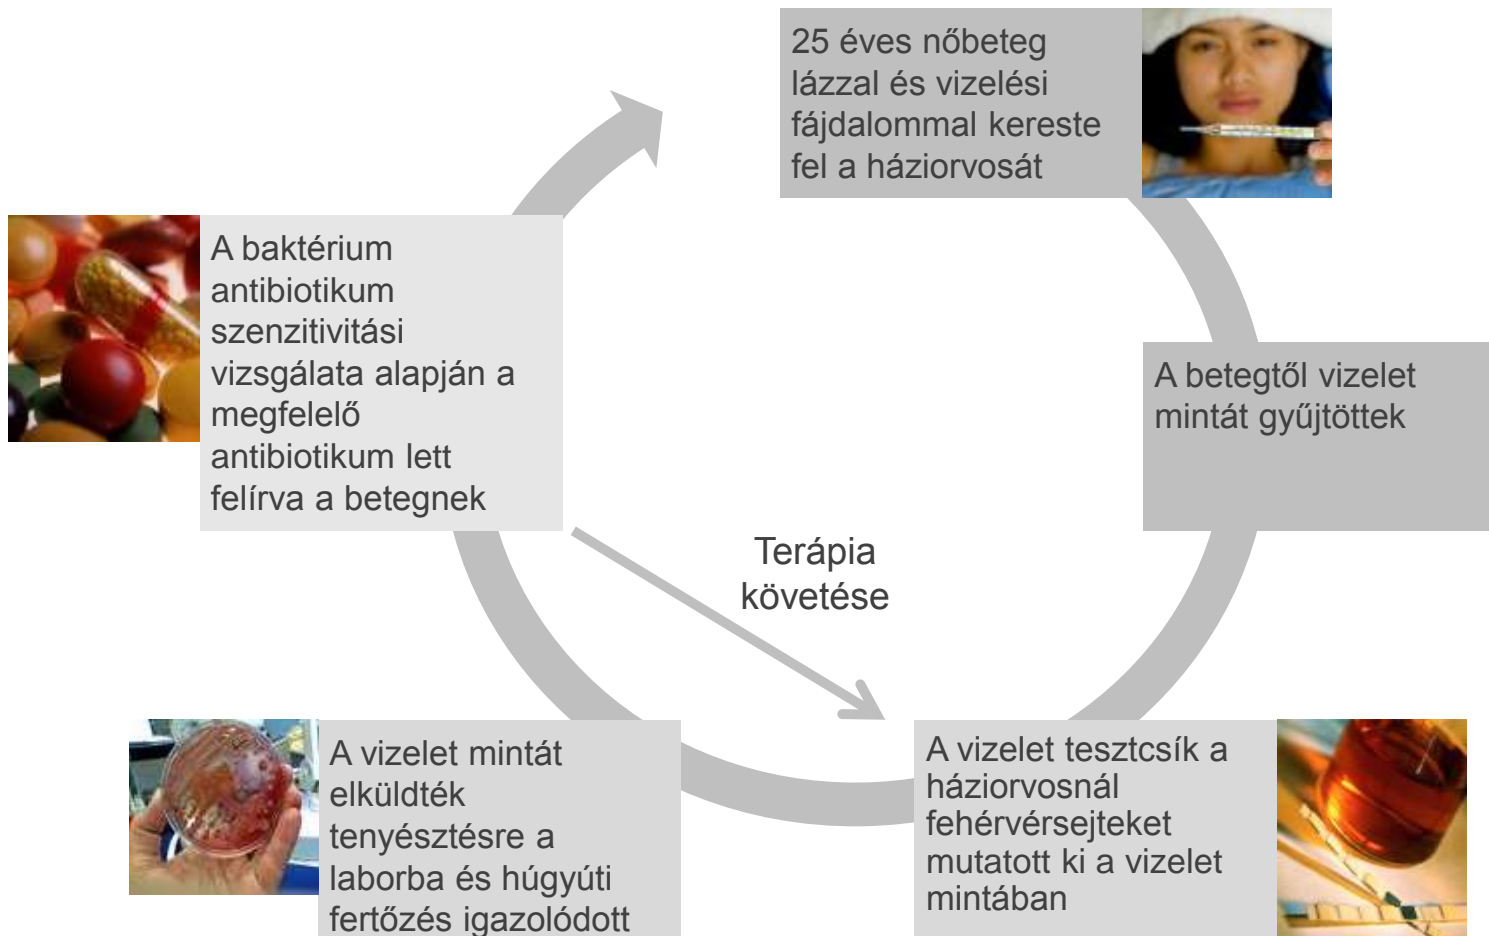 25 éves nőbeteg
lázzal és vizelési
fájdalommal kereste
fel a háziorvosát
A betegtől vizelet
mintát gyűjtöttek
A vizelet tesztcsík a
háziorvosnál
fehérvérsejteket
mutatott ki a vizelet
mintában
A vizelet mintát
elküldték
tenyésztésre a
laborba és húgyúti
fertőzés igazolódott
A baktérium
antibiotikum
szenzitivitási
vizsgálata alapján a
megfelelő
antibiotikum lett
felírva a betegnek
Terápia
követése